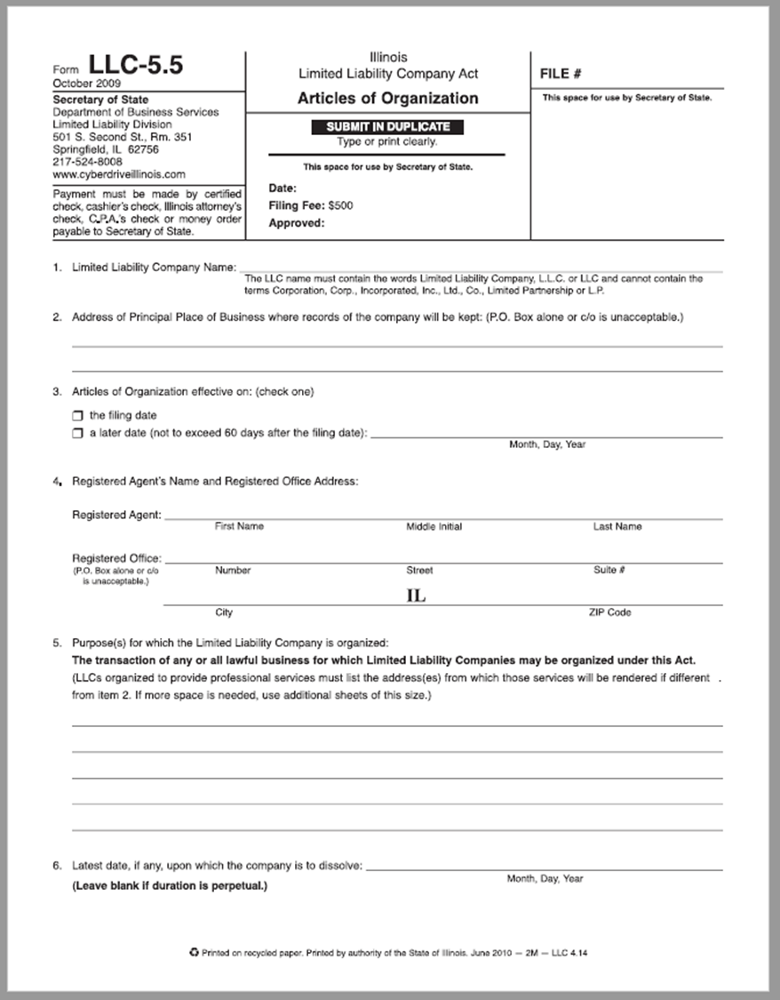 Form LLC-5.5
October 2009
Secretary of State
Department of Business Services
Limited Liability Division
501 S. Second St., Rm. 351
Springfield, IL 62756
217-524-8008
www.cyberdriveillinois.com
Payment must be made by certified
check, cashier's check, Illinois attorney's
check, C.P.A.'s check or money order
payable to Secretary of State.
Illinois
Limited Liability Company Act
Articles of Organization
SUBMIT IN DUPLICATE
Type or print clearly.
This space for use by Secretary of State.
Date:
Filing Fee: $500
Approved:
FILE #
This space for use by Secretary of State.
1. Limited Liability Company Name:
The LLC name must contain the words Limited Liability Company, L.L.C. or LLC and cannot contain the
terms Corporation, Corp., Incorporated, Inc., Ltd., Co., Limited Partnership or L.P.
2. Address of Principal Place of Business where records of the company will be kept: (P.O. Box alone or c/o is unacceptable.)
3. Articles of Organization effective on: (check one)
the filing date
a later date (not to exceed 60 days after the filing date):
Month, Day, Year
4. Registered Agent's Name and Registered Office Address:
Registered Agent:
First Name Middle Initial Last Name
Registered Office:
(P.O. Box alone or c/o
is unacceptable.)
Number Street Suite #
IL
City ZIP Code
5. Purpose(s) for which the Limited Liability Company is organized:
The transaction of any or all lawful business for which Limited Liability Companies may be organized under this Act.
(LLCs organized to provide professional services must list the address(es) from which those services will be rendered if different .
from item 2. If more space is needed, use additional sheets of this size.)
6. Latest date, if any, upon which the company is to dissolve:
Month, Day, Year
(Leave blank if duration is perpetual.)
Printed on recycled paper. Printed by authority of the State of Illinois. June 2010 — 2M — LLC 4.14